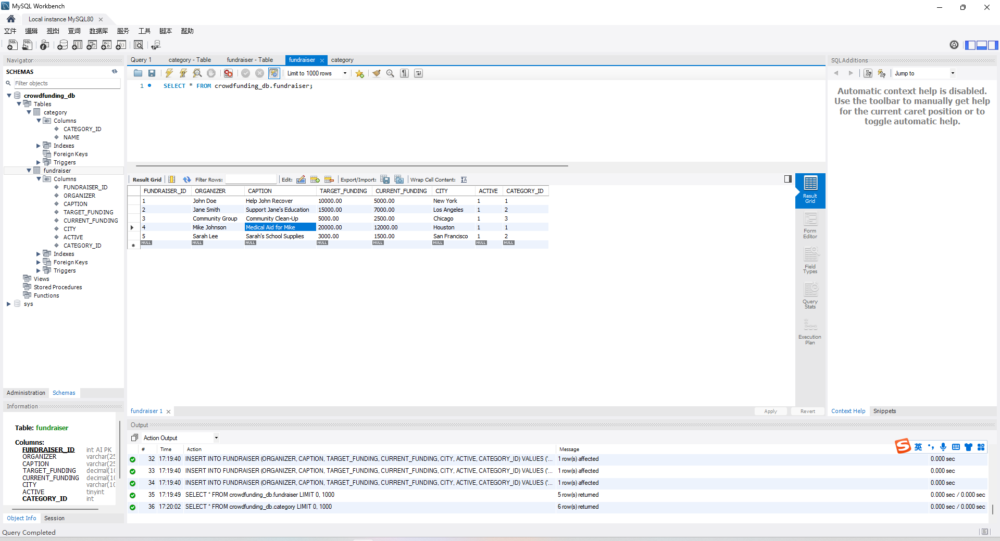 MySQL Workbench
Local instance MySQL80
文件 编辑 视图 查询 数据库 服务 工具 脚本 帮助
Navigator
SCHEMAS
Filter objects
crowdfunding_db
Tables
category
Columns
CATEGORY_ID
NAME
Indexes
Foreign Keys
Triggers
fundraiser
Columns
FUNDRAISER_ID
ORGANIZER
CAPTION
TARGET_FUNDING
CURRENT_FUNDING
CITY
ACTIVE
CATEGORY_ID
Indexes
Foreign Keys
Triggers
Views
Stored Procedures
Functions
sys
Administration Schemas
Information
Table: fundraiser
Columns:
FUNDRAISER_ID int AI PK
ORGANIZER varchar(25
CAPTION varchar(25
TARGET_FUNDING decimal(10
CURRENT_FUNDING decimal(10
CITY varchar(10
ACTIVE tinyint
CATEGORY_ID int
Object Info Session
Query Completed
Query 1 category - Table fundraiser - Table fundraiser category
Limit to 1000 rows
1 SELECT * FROM crowdfunding_db.fundraiser;
Result Grid Filter Rows: Edit: Export/Import: Wrap Cell Content:
FUNDRAISER_ID ORGANIZER CAPTION TARGET_FUNDING CURRENT_FUNDING CITY ACTIVE CATEGORY_ID
1 John Doe Help John Recover 10000.00 5000.00 New York 1 1
2 Jane Smith Support Jane's Education 15000.00 7000.00 Los Angeles 1 2
3 Community Group Community Clean-Up 5000.00 2500.00 Chicago 1 3
4 Mike Johnson Medical Aid for Mike 20000.00 12000.00 Houston 1 1
5 Sarah Lee Sarah's School Supplies 3000.00 1500.00 San Francisco 1 2
NULL NULL NULL NULL NULL NULL NULL NULL
Result
Grid
Form
Editor
Field
Types
Query
Stats
Execution
Plan
fundraiser 1
Apply Revert
Output
Action Output
# Time Action Message
32 17:19:40 INSERT INTO FUNDRAISER (ORGANIZER, CAPTION, TARGET_FUNDING, CURRENT_FUNDING, CITY, ACTIVE, CATEGORY_ID) VALUES ('... 1 row(s) affected 0.000 sec
33 17:19:40 INSERT INTO FUNDRAISER (ORGANIZER, CAPTION, TARGET_FUNDING, CURRENT_FUNDING, CITY, ACTIVE, CATEGORY_ID) VALUES ('... 1 row(s) affected 0.000 sec
34 17:19:40 INSERT INTO FUNDRAISER (ORGANIZER, CAPTION, TARGET_FUNDING, CURRENT_FUNDING, CITY, ACTIVE, CATEGORY_ID) VALUES ('... 1 row(s) affected 0.000 sec
35 17:19:49 SELECT * FROM crowdfunding_db.fundraiser LIMIT 0, 1000 5 row(s) returned 0.000 sec / 0.000 sec
36 17:20:02 SELECT * FROM crowdfunding_db.category LIMIT 0, 1000 6 row(s) returned 0.000 sec / 0.000 sec
SQLAdditions
Jump to
Automatic context help is disabled.
Use the toolbar to manually get help
for the current caret position or to
toggle automatic help.
Context Help Snippets
S 英